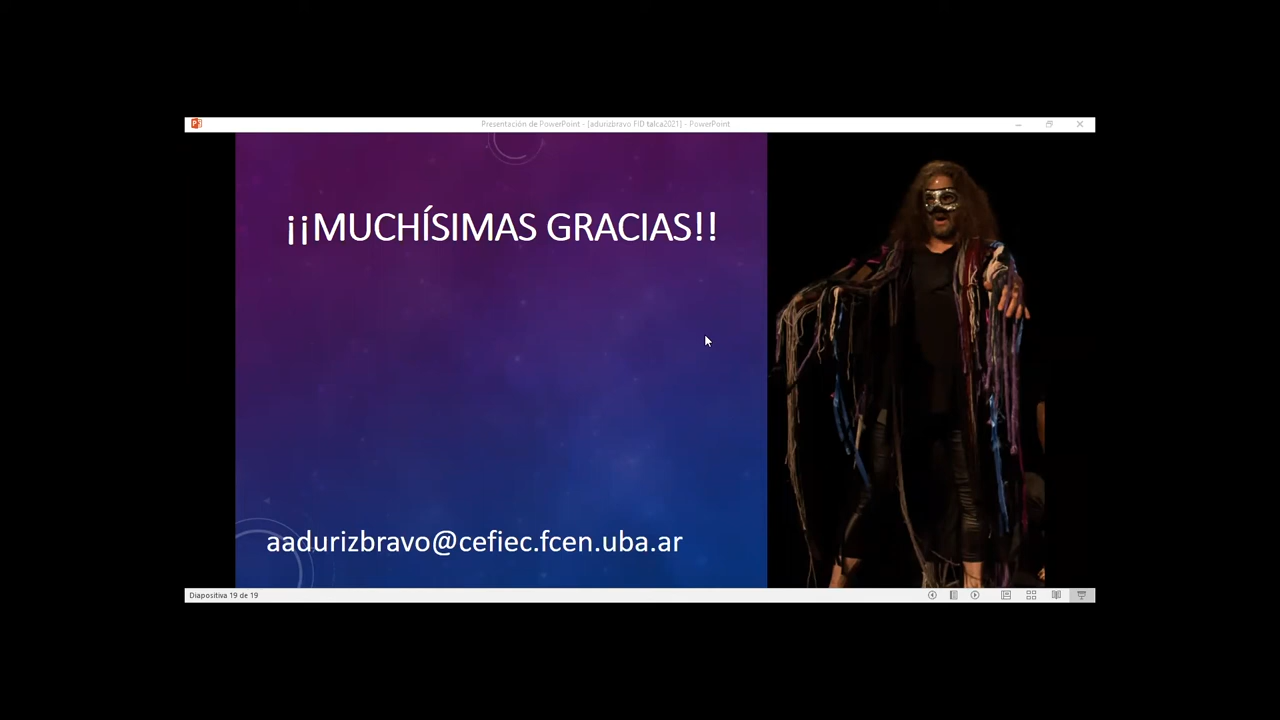 Presentación de PowerPoint - [adurizbravo FID talca2021] - PowerPoint
¡¡MUCHÍSIMAS GRACIAS!!
aadurizbravo@cefiec.fcen.uba.ar
Diapositiva 19 de 19